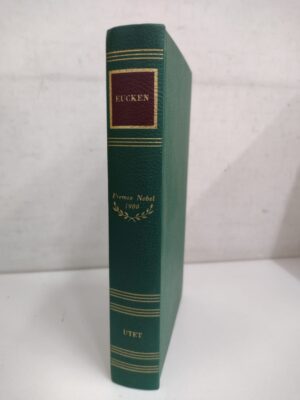 EUCKEN
Premio Nobel
1908
UTET